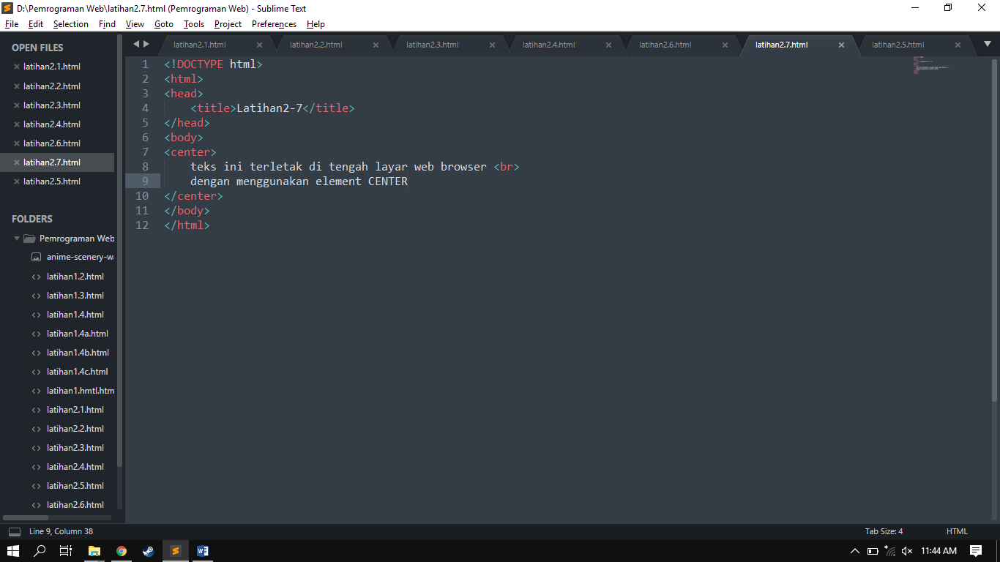 D:\Pemrograman Web\latihan2.7.html (Pemrograman Web) - Sublime Text
File Edit Selection Find View Goto Tools Project Preferences Help
OPEN FILES
latihan2.1.html
latihan2.2.html
latihan2.3.html
latihan2.4.html
latihan2.6.html
latihan2.7.html
latihan2.5.html
FOLDERS
Pemrograman Web
anime-scenery-wa
latihan1.2.html
latihan1.3.html
latihan1.4.html
latihan1.4a.html
latihan1.4b.html
latihan1.4c.html
latihan1.hmtl.htm
latihan2.1.html
latihan2.2.html
latihan2.3.html
latihan2.4.html
latihan2.5.html
latihan2.6.html
latihan2.1.html latihan2.2.html latihan2.3.html latihan2.4.html latihan2.6.html latihan2.7.html latihan2.5.html
1 <!DOCTYPE html>
2 <html>
3 <head>
4 <title>Latihan2-7</title>
5 </head>
6 <body>
7 <center>
8 teks ini terletak di tengah layar web browser <br>
9 dengan menggunakan element CENTER
10 </center>
11 </body>
12 </html>
Line 9, Column 38 Tab Size: 4 HTML
11:44 AM